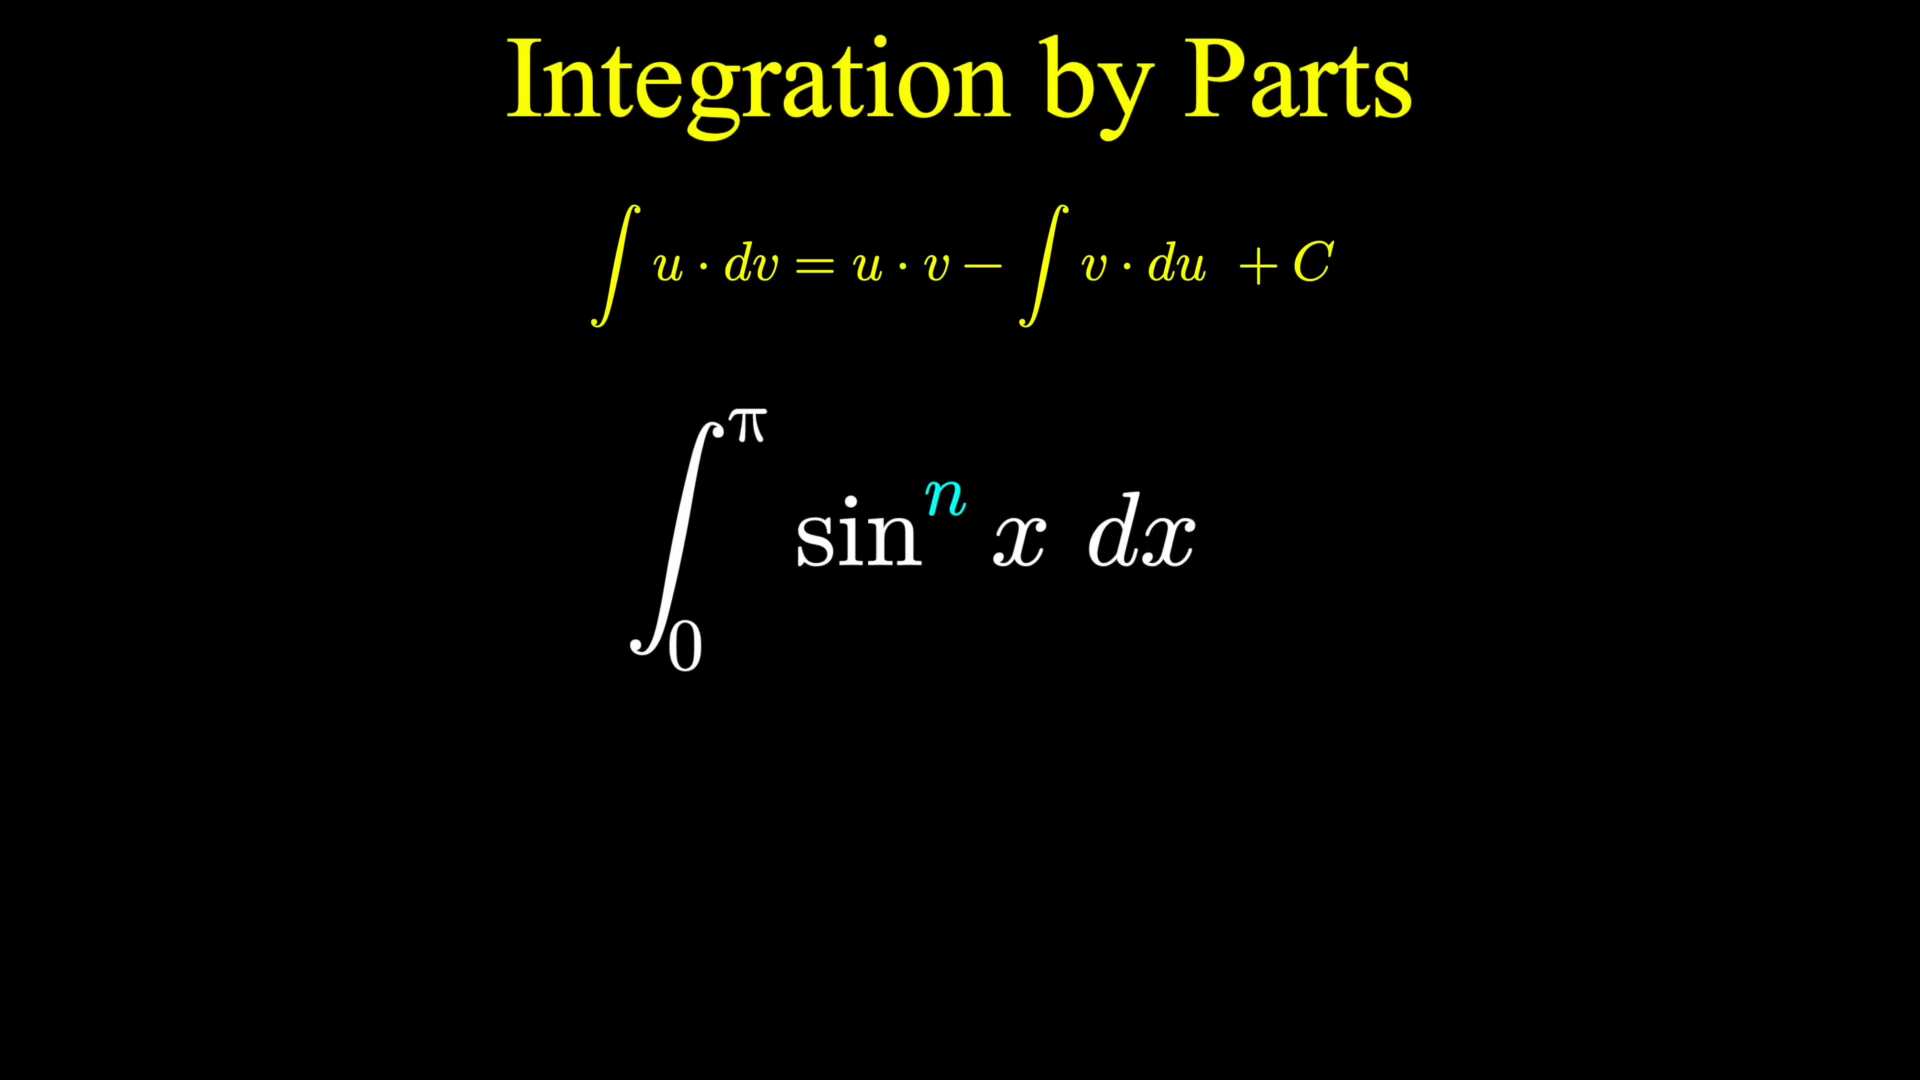 Integration by Parts
∫ u · dv = u · v − ∫ v · du + C
∫₀^π sinⁿ x dx